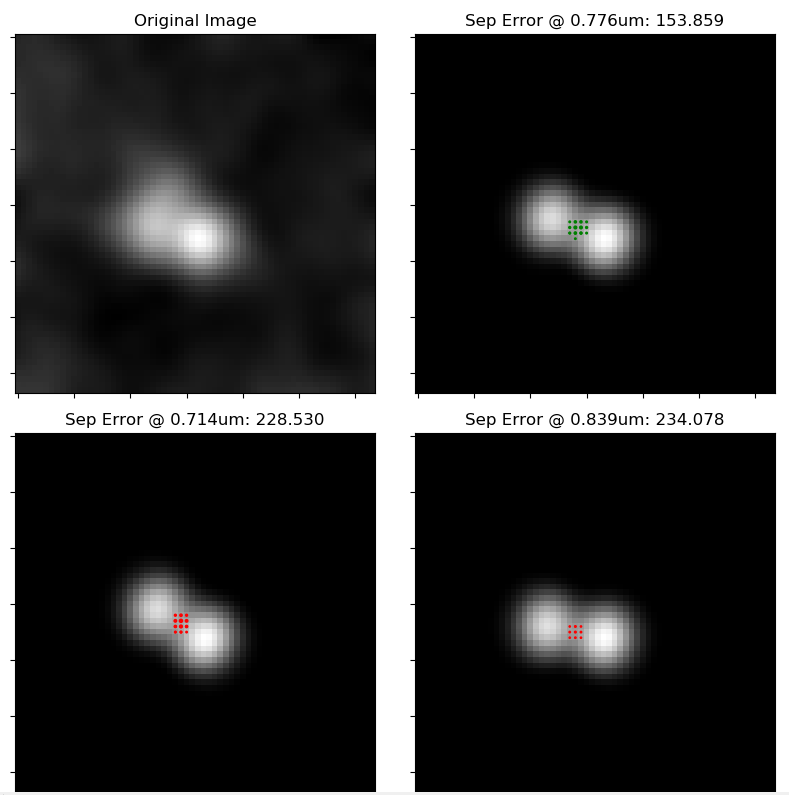 Original Image
Sep Error @ 0.776um: 153.859
Sep Error @ 0.714um: 228.530
Sep Error @ 0.839um: 234.078